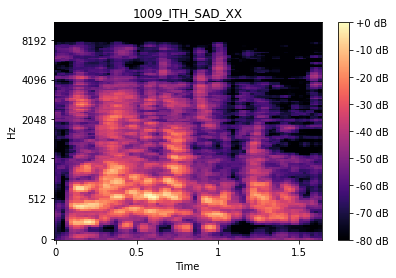 1009_ITH_SAD_XX
8192
4096
2048
1024
512
0
Hz
0
0.5
1
1.5
Time
+0 dB
-10 dB
-20 dB
-30 dB
-40 dB
-50 dB
-60 dB
-70 dB
-80 dB